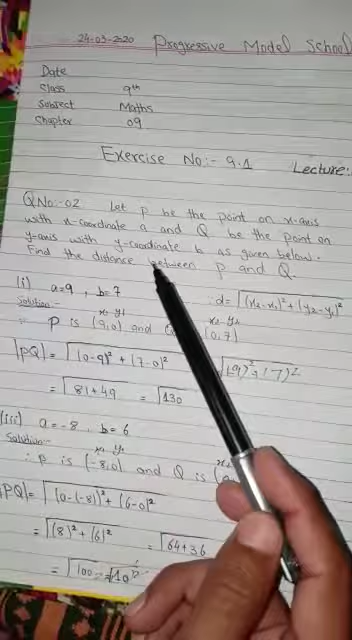 24-03-2020 Progressive Model School
Date
Class 9th
Subject Maths
Chapter 09
Exercise No:- 9.1 Lecture:
QNo:-02 Let P be the point on x-axis
with x-coordinate a and Q be the point on
y-axis with y-coordinate b as given below.
Find the distance between P and Q.
(i) a=9, b=7 d=√(x₂-x₁)²+(y₂-y₁)²
Solution:-
x₁ y₁ x₂ y₂
∴ P is (9,0) and Q (0,7)
|PQ|=√(0-9)²+(7-0)² √(-9)²+(7)²
=√81+49 =√130
(iii) a=-8, b=6
Solution:-
x₁ y₁
∴ P is (-8,0) and Q is
PQ|=√(0-(-8))²+(6-0)²
=√(8)²+(6)² =√64+36
=√100=